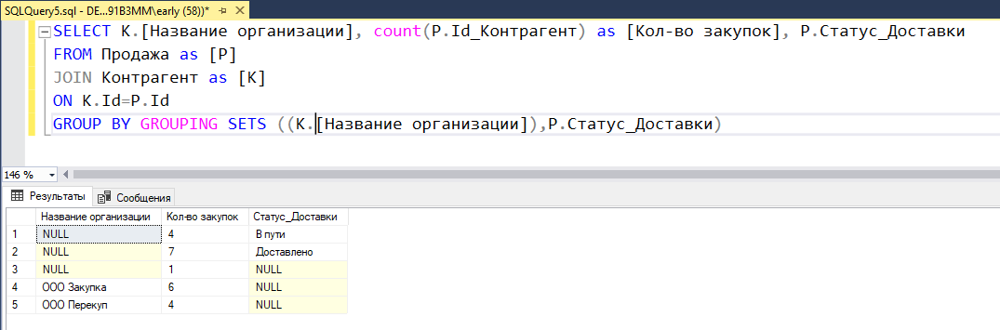 SQLQuery5.sql - DE...91B3MM\early (58))*
SELECT K.[Название организации], count(P.Id_Контрагент) as [Кол-во закупок], P.Статус_Доставки
FROM Продажа as [P]
JOIN Контрагент as [K]
ON K.Id=P.Id
GROUP BY GROUPING SETS ((K.[Название организации]),P.Статус_Доставки)
146 %
Результаты Сообщения
Название организации Кол-во закупок Статус_Доставки
1 NULL 4 В пути
2 NULL 7 Доставлено
3 NULL 1 NULL
4 ООО Закупка 6 NULL
5 ООО Перекуп 4 NULL